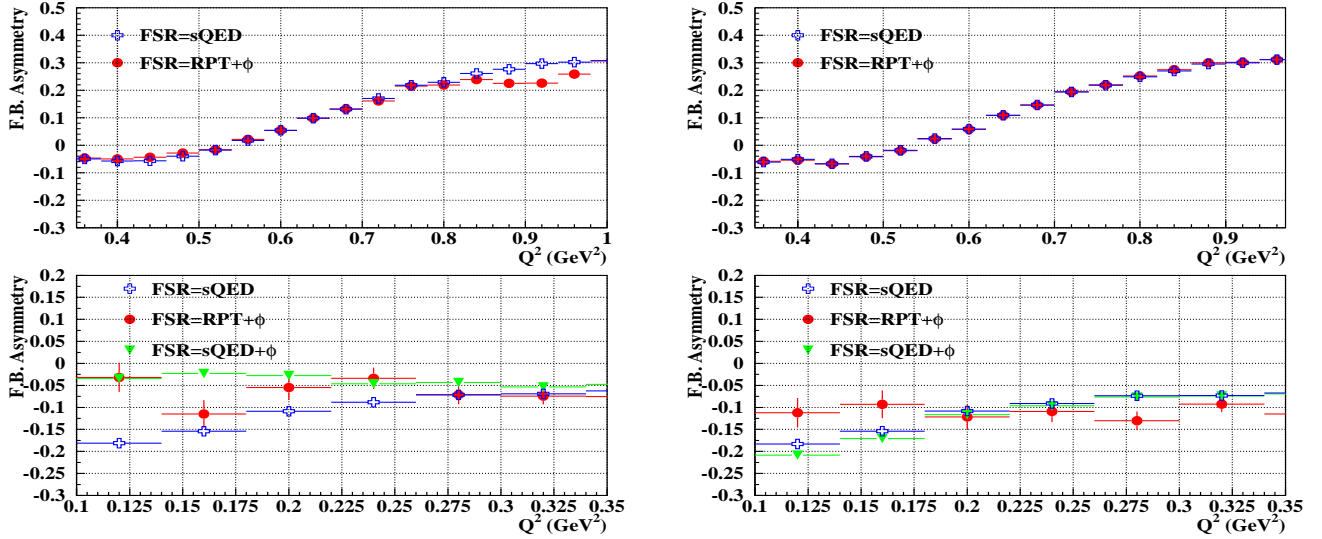 F.B. Asymmetry
0.5
0.4
0.3
0.2
0.1
0
-0.1
-0.2
-0.3
FSR=sQED
FSR=RPT+ϕ
0.4 0.5 0.6 0.7 0.8 0.9 1
Q² (GeV²)
F.B. Asymmetry
0.5
0.4
0.3
0.2
0.1
0
-0.1
-0.2
-0.3
FSR=sQED
FSR=RPT+ϕ
0.4 0.5 0.6 0.7 0.8 0.9
Q² (GeV²)
F.B. Asymmetry
0.2
0.15
0.1
0.05
0
-0.05
-0.1
-0.15
-0.2
-0.25
-0.3
FSR=sQED
FSR=RPT+ϕ
FSR=sQED+ϕ
0.1 0.125 0.15 0.175 0.2 0.225 0.25 0.275 0.3 0.325 0.35
Q² (GeV²)
F.B. Asymmetry
0.2
0.15
0.1
0.05
0
-0.05
-0.1
-0.15
-0.2
-0.25
-0.3
FSR=sQED
FSR=RPT+ϕ
FSR=sQED+ϕ
0.1 0.125 0.15 0.175 0.2 0.225 0.25 0.275 0.3 0.325 0.35
Q² (GeV²)